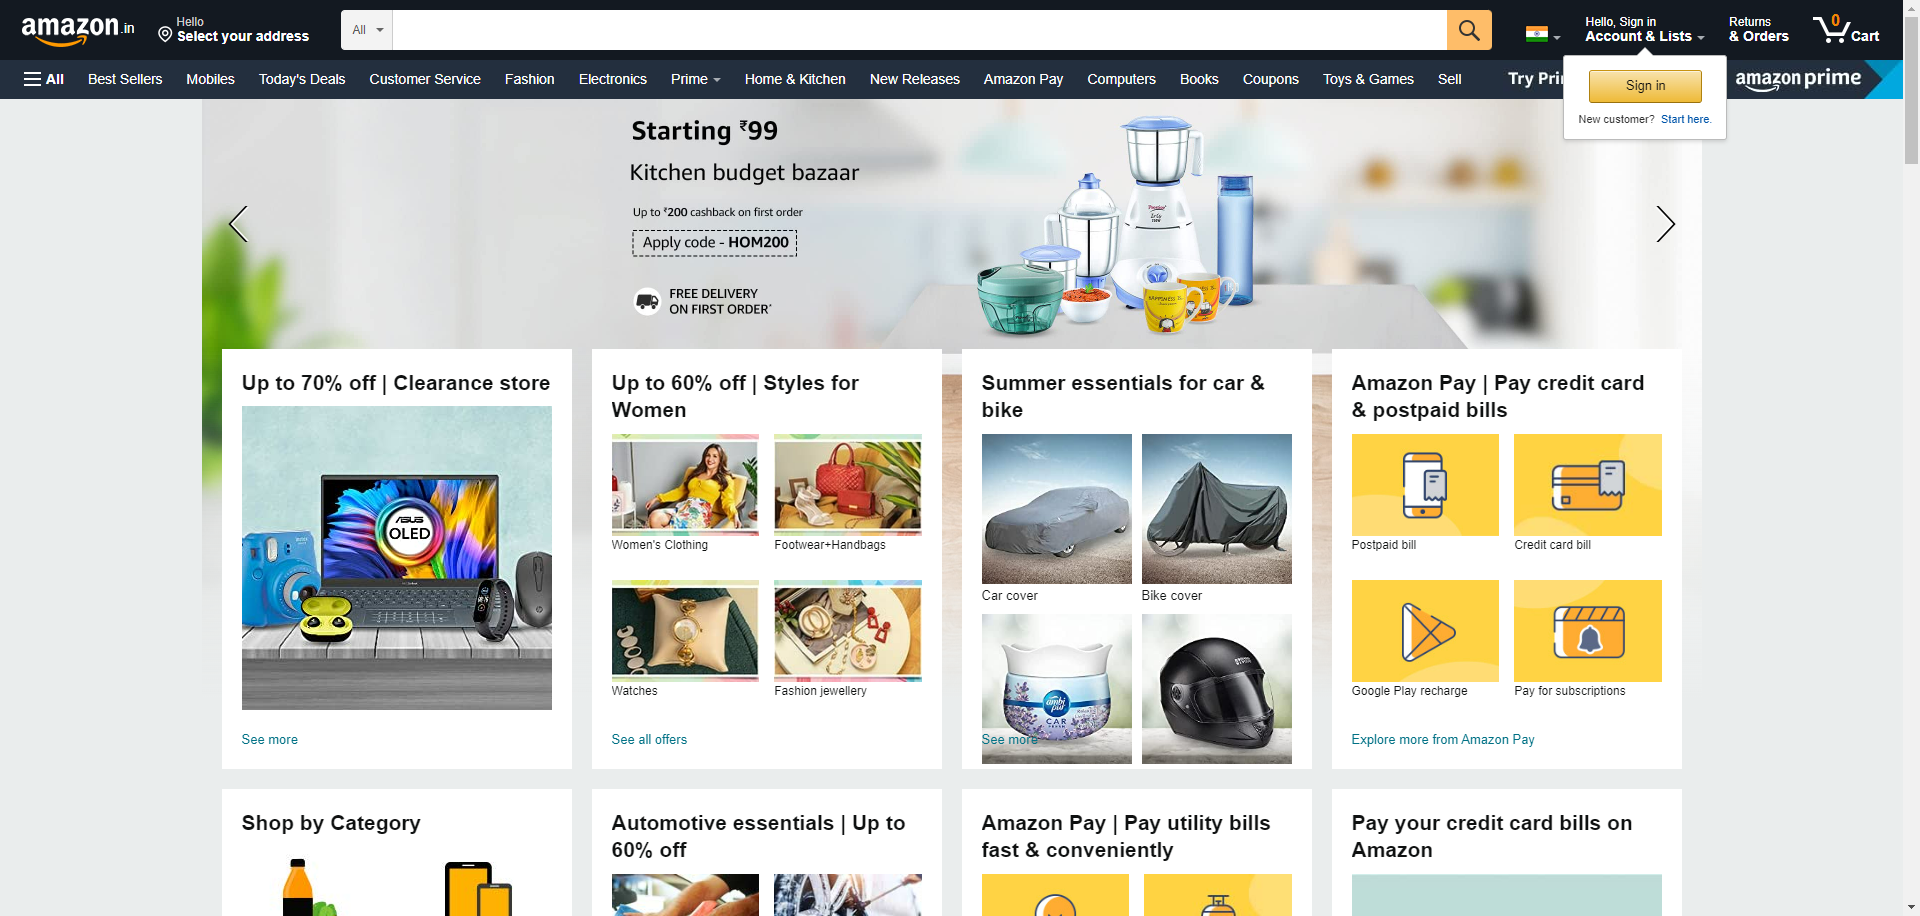 amazon.in
Hello
Select your address
All
Hello, Sign in
Account & Lists
Returns
& Orders
0
Cart
All
Best Sellers
Mobiles
Today's Deals
Customer Service
Fashion
Electronics
Prime
Home & Kitchen
New Releases
Amazon Pay
Computers
Books
Coupons
Toys & Games
Sell
Try Pri
amazon prime
Sign in
New customer? Start here.
Starting ₹99
Kitchen budget bazaar
Up to ₹200 cashback on first order
Apply code - HOM200
FREE DELIVERY
ON FIRST ORDER*
HAPPINESS IS...
Up to 70% off | Clearance store
ASUS
OLED
See more
Up to 60% off | Styles for
Women
Women's Clothing
Footwear+Handbags
Watches
Fashion jewellery
See all offers
Summer essentials for car &
bike
Car cover
Bike cover
ambi
pur
CAR
See more
Amazon Pay | Pay credit card
& postpaid bills
Postpaid bill
Credit card bill
Google Play recharge
Pay for subscriptions
Explore more from Amazon Pay
Shop by Category
Automotive essentials | Up to
60% off
Amazon Pay | Pay utility bills
fast & conveniently
Pay your credit card bills on
Amazon